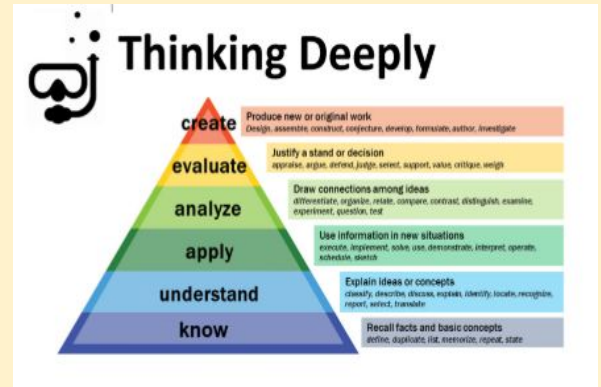 Thinking Deeply
create
Produce new or original work
Design, assemble, construct, conjecture, develop, formulate, author, investigate
evaluate
Justify a stand or decision
appraise, argue, defend, judge, select, support, value, critique, weigh
analyze
Draw connections among ideas
differentiate, organize, relate, compare, contrast, distinguish, examine,
experiment, question, test
apply
Use information in new situations
execute, implement, solve, use, demonstrate, interpret, operate,
schedule, sketch
understand
Explain ideas or concepts
classify, describe, discuss, explain, identify, locate, recognize,
report, select, translate
know
Recall facts and basic concepts
define, duplicate, list, memorize, repeat, state